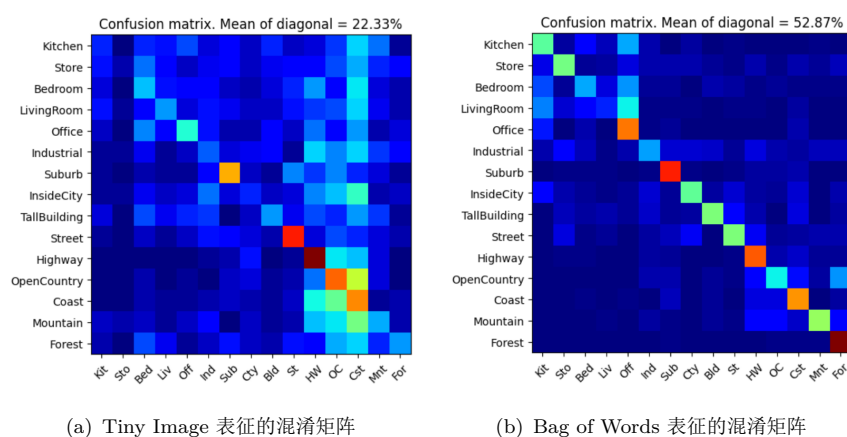 Confusion matrix. Mean of diagonal = 22.33%
Kitchen
Store
Bedroom
LivingRoom
Office
Industrial
Suburb
InsideCity
TallBuilding
Street
Highway
OpenCountry
Coast
Mountain
Forest
Kit Sto Bed Liv Off Ind Sub Cty Bld St HW OC Cst Mnt For
(a) Tiny Image 表征的混淆矩阵
Confusion matrix. Mean of diagonal = 52.87%
Kitchen
Store
Bedroom
LivingRoom
Office
Industrial
Suburb
InsideCity
TallBuilding
Street
Highway
OpenCountry
Coast
Mountain
Forest
Kit Sto Bed Liv Off Ind Sub Cty Bld St HW OC Cst Mnt For
(b) Bag of Words 表征的混淆矩阵